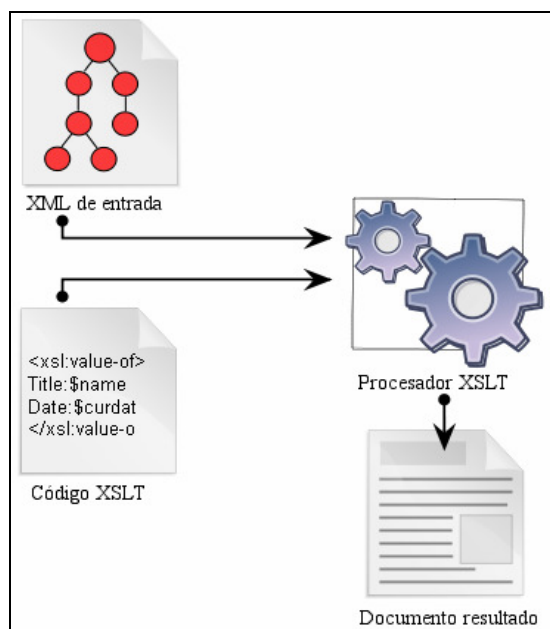 XML de entrada
<xsl:value-of>
Title:$name
Date:$curdat
</xsl:value-o
Código XSLT
Procesador XSLT
Documento resultado